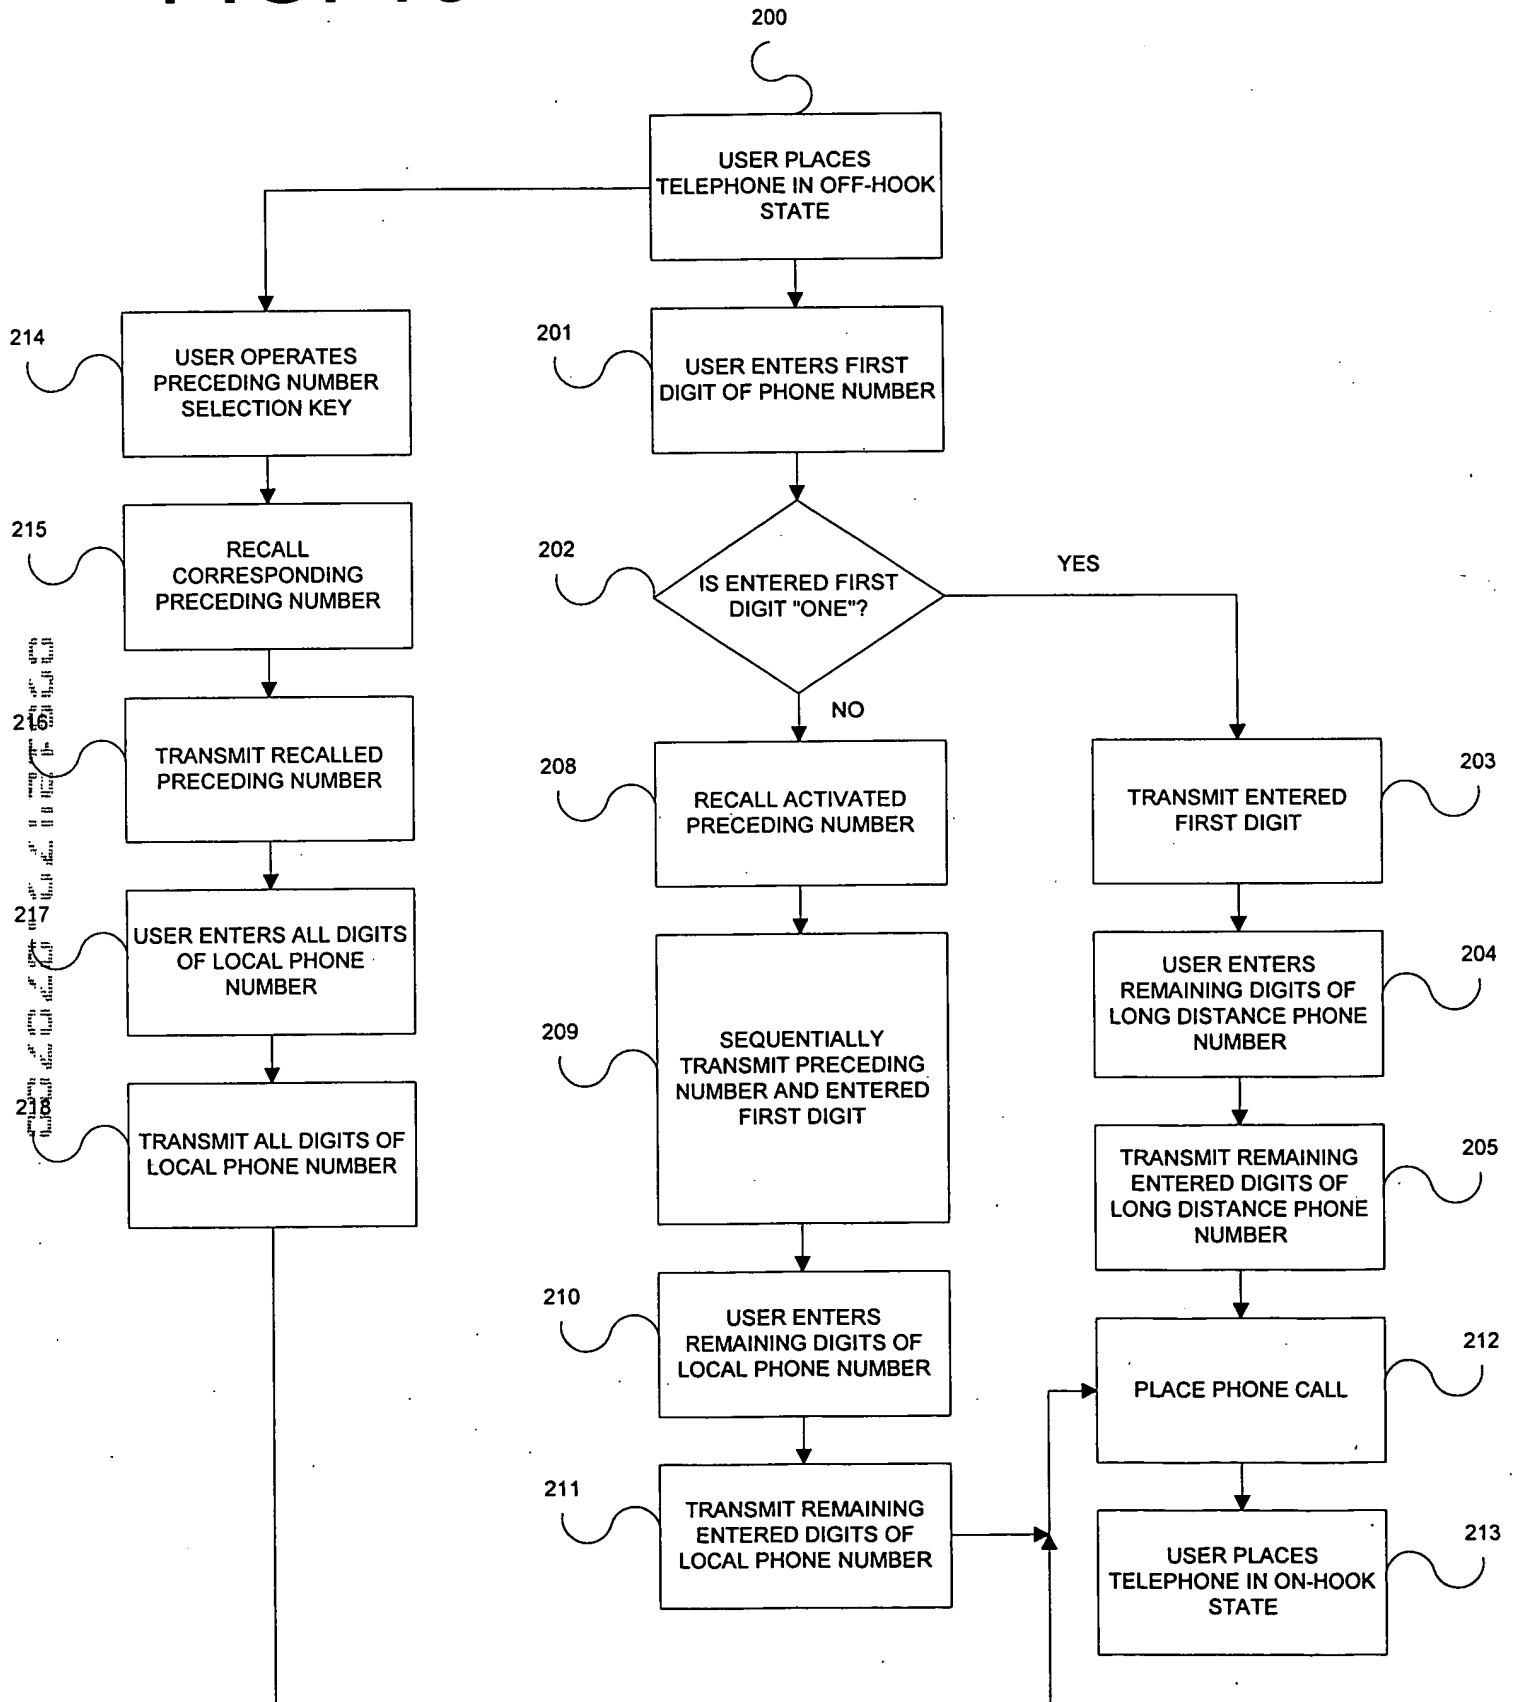 200
USER PLACES
TELEPHONE IN OFF-HOOK
STATE
214
USER OPERATES
PRECEDING NUMBER
SELECTION KEY
201
USER ENTERS FIRST
DIGIT OF PHONE NUMBER
215
RECALL
CORRESPONDING
PRECEDING NUMBER
202
IS ENTERED FIRST
DIGIT "ONE"?
YES
NO
216
TRANSMIT RECALLED
PRECEDING NUMBER
208
RECALL ACTIVATED
PRECEDING NUMBER
203
TRANSMIT ENTERED
FIRST DIGIT
217
USER ENTERS ALL DIGITS
OF LOCAL PHONE
NUMBER
209
SEQUENTIALLY
TRANSMIT PRECEDING
NUMBER AND ENTERED
FIRST DIGIT
204
USER ENTERS
REMAINING DIGITS OF
LONG DISTANCE PHONE
NUMBER
218
TRANSMIT ALL DIGITS OF
LOCAL PHONE NUMBER
205
TRANSMIT REMAINING
ENTERED DIGITS OF
LONG DISTANCE PHONE
NUMBER
210
USER ENTERS
REMAINING DIGITS OF
LOCAL PHONE NUMBER
212
PLACE PHONE CALL
211
TRANSMIT REMAINING
ENTERED DIGITS OF
LOCAL PHONE NUMBER
213
USER PLACES
TELEPHONE IN ON-HOOK
STATE